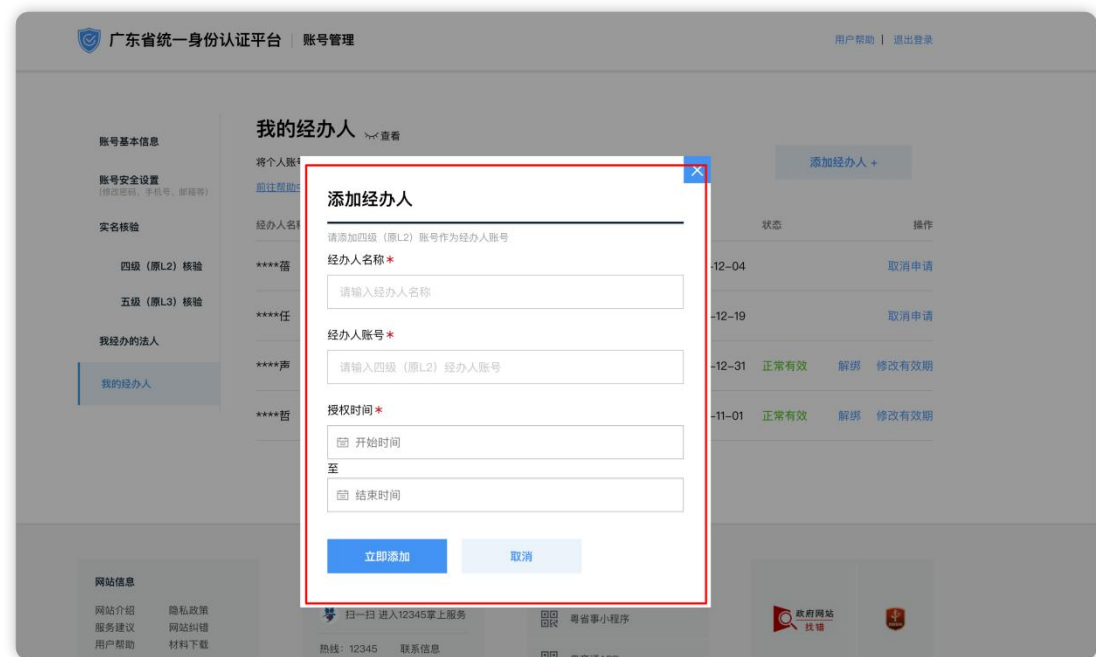 广东省统一身份认证平台 | 账号管理
用户帮助 | 退出登录
账号基本信息
账号安全设置
(修改密码、手机号、邮箱等)
实名核验
四级（原L2）核验
五级（原L3）核验
我经办的法人
我的经办人
我的经办人 查看
将个人账号
前往帮助中
添加经办人 +
经办人名称 状态 操作
****蓓 -12-04 取消申请
****任 -12-19 取消申请
****声 -12-31 正常有效 解绑 修改有效期
****哲 -11-01 正常有效 解绑 修改有效期
添加经办人
请添加四级（原L2）账号作为经办人账号
经办人名称*
请输入经办人名称
经办人账号*
请输入四级（原L2）经办人账号
授权时间*
开始时间
至
结束时间
立即添加 取消
网站信息
网站介绍 隐私政策
服务建议 网站纠错
用户帮助 材料下载
扫一扫 进入12345掌上服务
热线：12345 联系信息
粤省事小程序
政府网站
找错